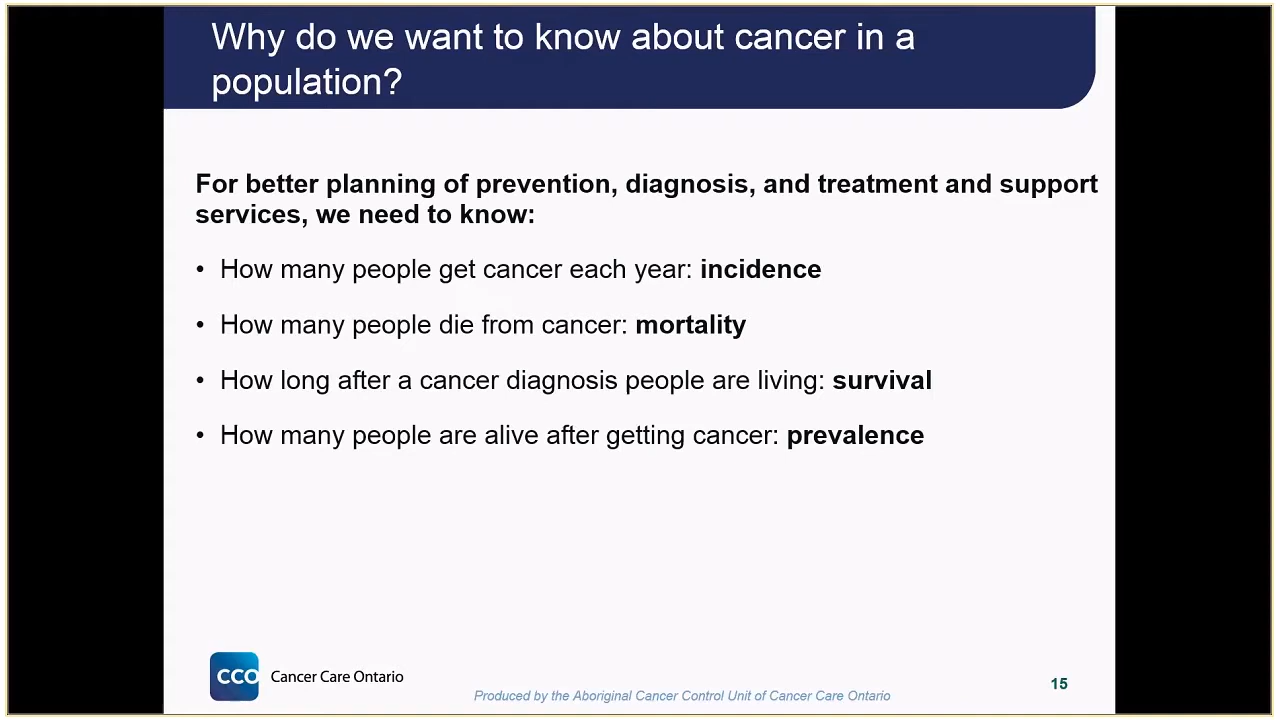 Why do we want to know about cancer in a
population?
For better planning of prevention, diagnosis, and treatment and support
services, we need to know:
• How many people get cancer each year: incidence
• How many people die from cancer: mortality
• How long after a cancer diagnosis people are living: survival
• How many people are alive after getting cancer: prevalence
CCO Cancer Care Ontario
Produced by the Aboriginal Cancer Control Unit of Cancer Care Ontario
15